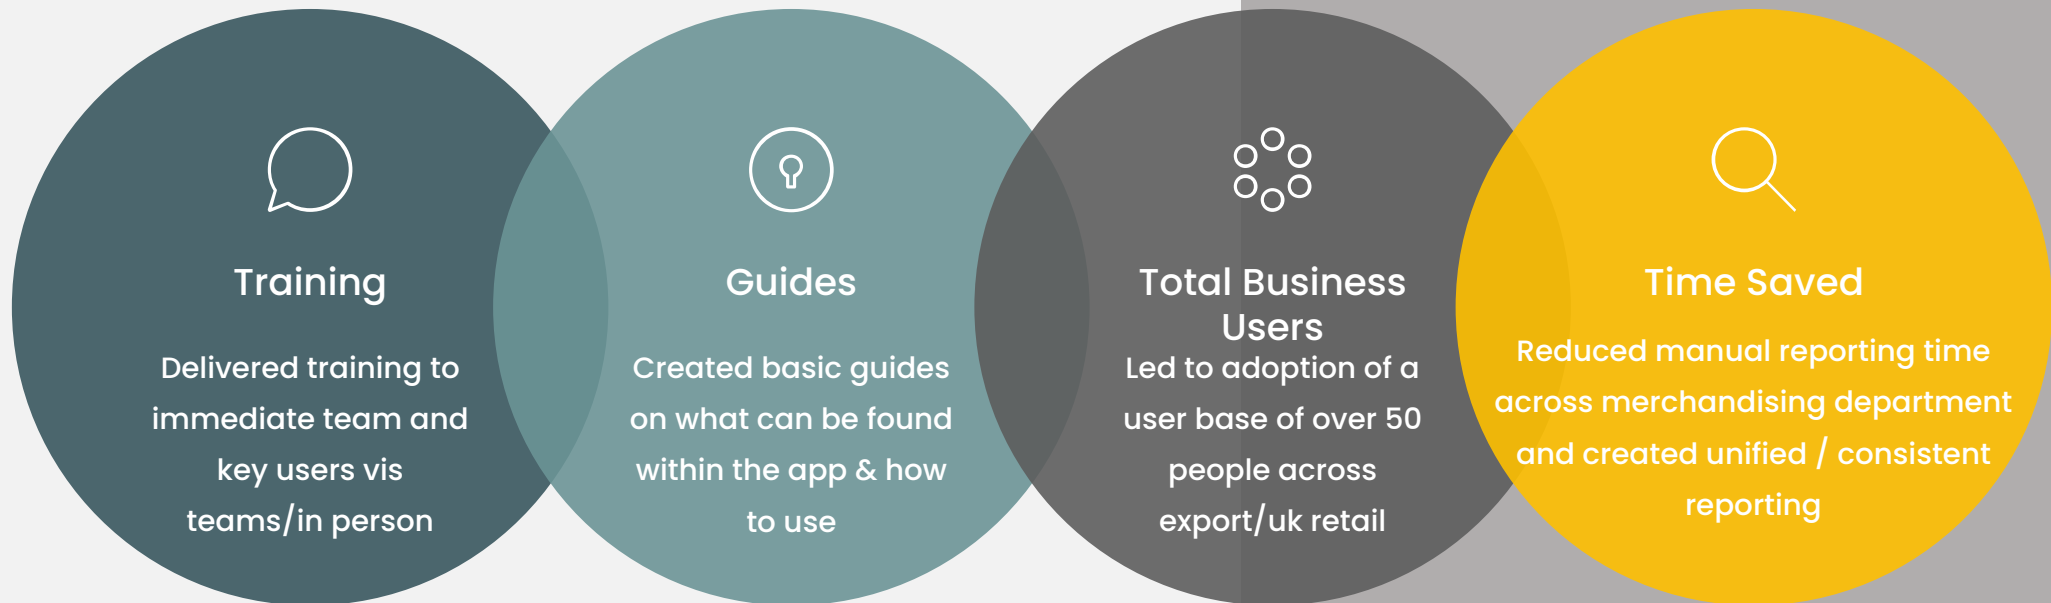 Training
Delivered training to
immediate team and
key users vis
teams/in person
Guides
Created basic guides
on what can be found
within the app & how
to use
Total Business
Users
Led to adoption of a
user base of over 50
people across
export/uk retail
Time Saved
Reduced manual reporting time
across merchandising department
and created unified / consistent
reporting